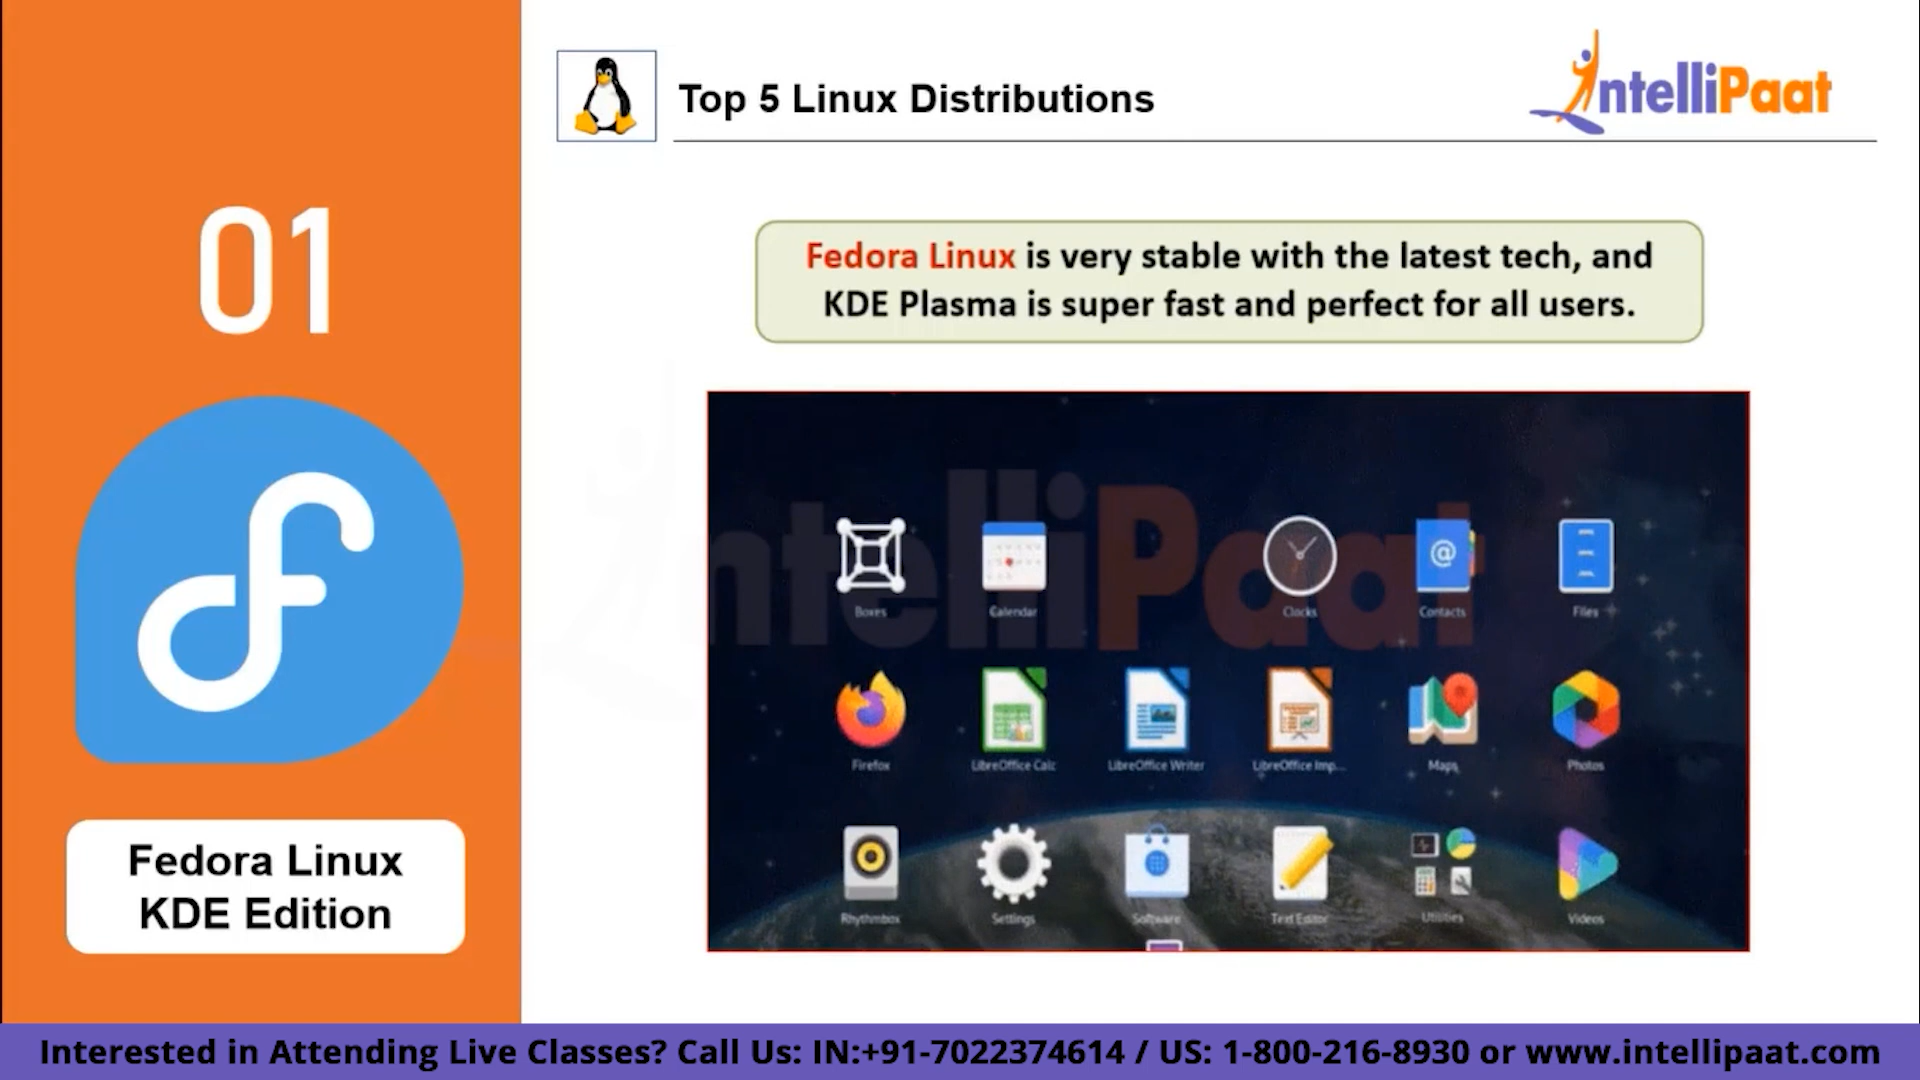 Top 5 Linux Distributions
IntelliPaat
01
Fedora Linux is very stable with the latest tech, and
KDE Plasma is super fast and perfect for all users.
IntelliPaat
Boxes
Calendar
Clocks
Contacts
Files
Firefox
LibreOffice Calc
LibreOffice Writer
LibreOffice Imp...
Maps
Photos
Rhythmbox
Settings
Software
Text Editor
Utilities
Videos
Fedora Linux
KDE Edition
Interested in Attending Live Classes? Call Us: IN:+91-7022374614 / US: 1-800-216-8930 or www.intellipaat.com